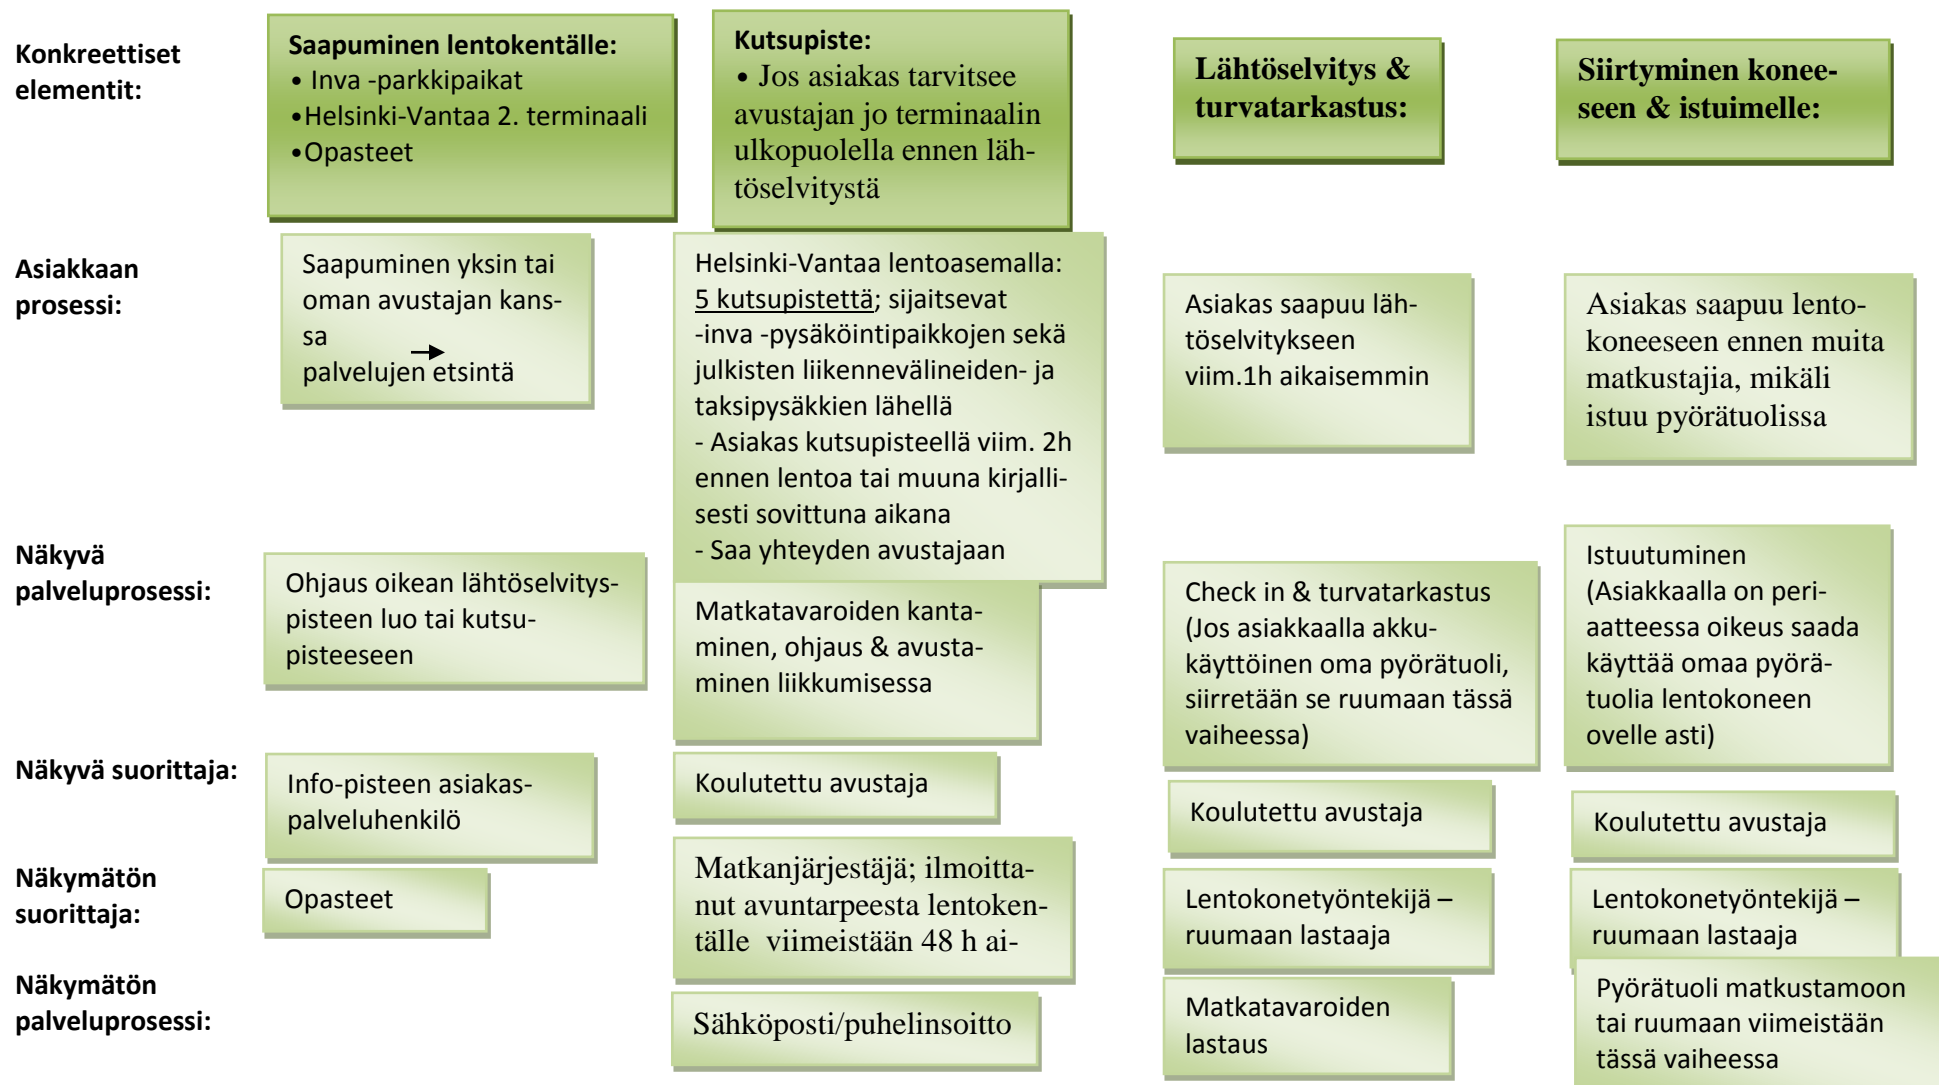 Konkreettiset
elementit:
Saapuminen lentokentälle:
• Inva -parkkipaikat
•Helsinki-Vantaa 2. terminaali
•Opasteet
Kutsupiste:
• Jos asiakas tarvitsee
avustajan jo terminaalin
ulkopuolella ennen läh-
töselvitystä
Lähtöselvitys &
turvatarkastus:
Siirtyminen konee-
seen & istuimelle:
Asiakkaan
prosessi:
Saapuminen yksin tai
oman avustajan kans-
sa
palvelujen etsintä
Helsinki-Vantaa lentoasemalla:
5 kutsupistettä; sijaitsevat
-inva -pysäköintipaikkojen sekä
julkisten liikennevälineiden- ja
taksipysäkkien lähellä
- Asiakas kutsupisteellä viim. 2h
ennen lentoa tai muuna kirjalli-
sesti sovittuna aikana
- Saa yhteyden avustajaan
Asiakas saapuu läh-
töselvitykseen
viim.1h aikaisemmin
Asiakas saapuu lento-
koneeseen ennen muita
matkustajia, mikäli
istuu pyörätuolissa
Näkyvä
palveluprosessi:
Ohjaus oikean lähtöselvitys-
pisteen luo tai kutsu-
pisteeseen
Matkatavaroiden kanta-
minen, ohjaus & avusta-
minen liikkumisessa
Check in & turvatarkastus
(Jos asiakkaalla akku-
käyttöinen oma pyörätuoli,
siirretään se ruumaan tässä
vaiheessa)
Istuutuminen
(Asiakkaalla on peri-
aatteessa oikeus saada
käyttää omaa pyörä-
tuolia lentokoneen
ovelle asti)
Näkyvä suorittaja:
Info-pisteen asiakas-
palveluhenkilö
Koulutettu avustaja
Koulutettu avustaja
Koulutettu avustaja
Näkymätön
suorittaja:
Opasteet
Matkanjärjestäjä; ilmoitta-
nut avuntarpeesta lentoken-
tälle viimeistään 48 h ai-
Lentokonetyöntekijä –
ruumaan lastaaja
Lentokonetyöntekijä –
ruumaan lastaaja
Näkymätön
palveluprosessi:
Sähköposti/puhelinsoitto
Matkatavaroiden
lastaus
Pyörätuoli matkustamoon
tai ruumaan viimeistään
tässä vaiheessa